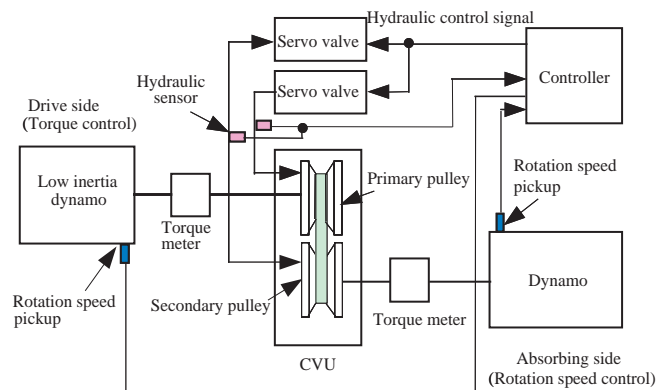 Hydraulic control signal
Servo valve
Servo valve
Controller
Hydraulic
sensor
Drive side
(Torque control)
Low inertia
dynamo
Torque
meter
Primary pulley
Rotation speed
pickup
Rotation speed
pickup
Secondary pulley
Torque meter
Dynamo
CVU
Absorbing side
(Rotation speed control)